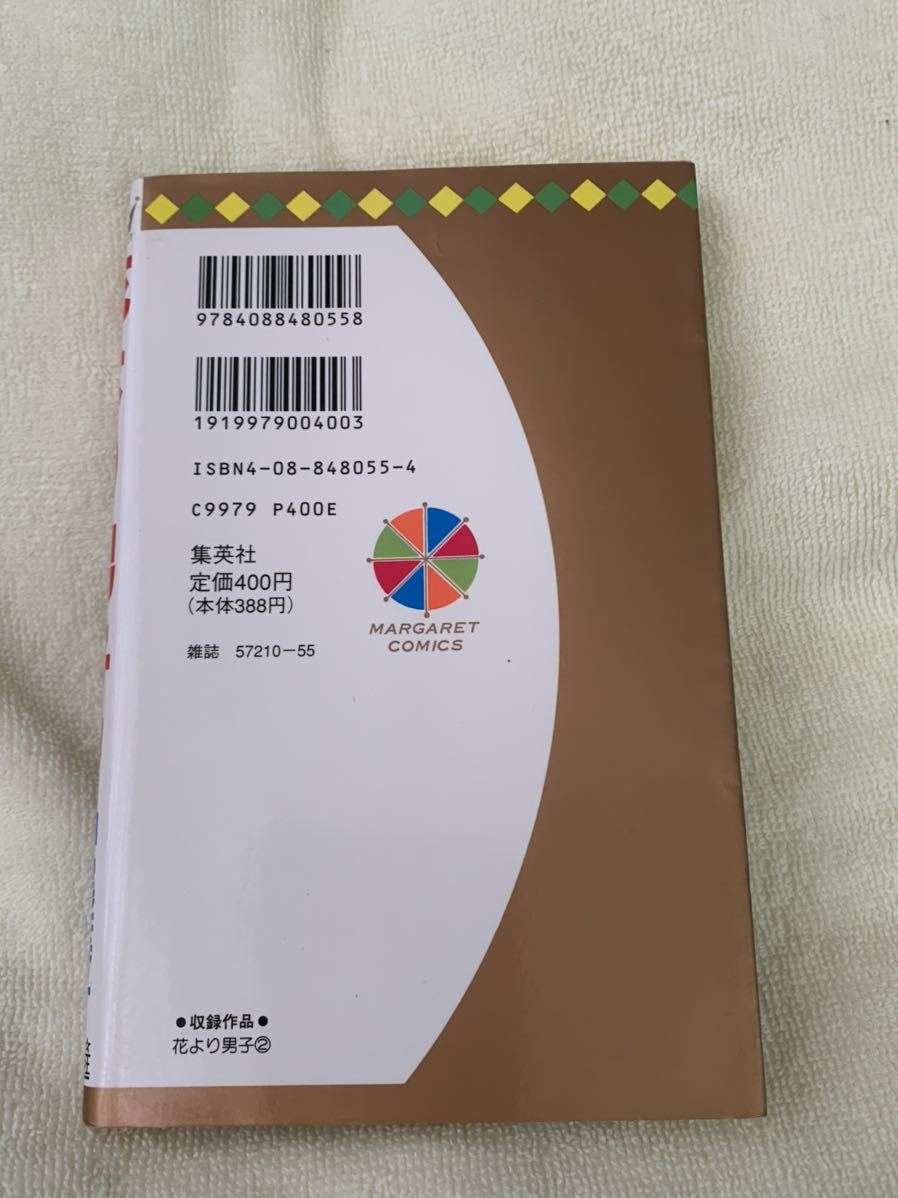 9784088480558
1919979004003
ISBN4-08-848055-4
C9979 P400E
集英社
定価400円
(本体388円)
雑誌 57210-55
MARGARET
COMICS
●収録作品●
花より男子②